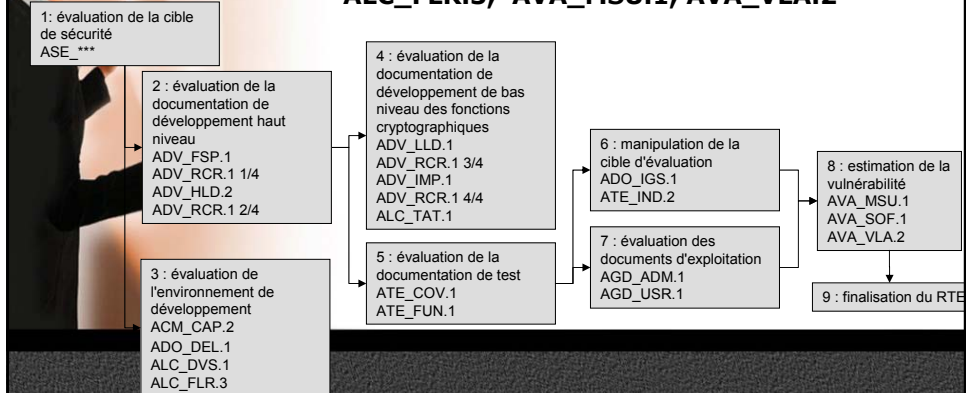 ALC_FLR.3, AVA_MSU.1, AVA_VLA.2
1: évaluation de la cible
de sécurité
ASE_***
2 : évaluation de la
documentation de
développement haut
niveau
ADV_FSP.1
ADV_RCR.1 1/4
ADV_HLD.2
ADV_RCR.1 2/4
3 : évaluation de
l'environnement de
développement
ACM_CAP.2
ADO_DEL.1
ALC_DVS.1
ALC_FLR.3
4 : évaluation de la
documentation de
développement de bas
niveau des fonctions
cryptographiques
ADV_LLD.1
ADV_RCR.1 3/4
ADV_IMP.1
ADV_RCR.1 4/4
ALC_TAT.1
5 : évaluation de la
documentation de test
ATE_COV.1
ATE_FUN.1
6 : manipulation de la
cible d'évaluation
ADO_IGS.1
ATE_IND.2
7 : évaluation des
documents d'exploitation
AGD_ADM.1
AGD_USR.1
8 : estimation de la
vulnérabilité
AVA_MSU.1
AVA_SOF.1
AVA_VLA.2
9 : finalisation du RTE